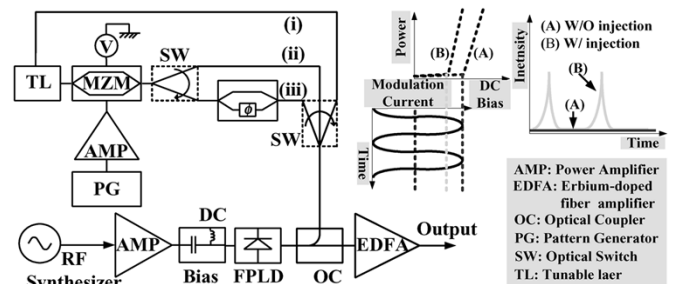 (i)
SW
(ii)
V
TL
MZM
(iii)
ϕ
SW
AMP
PG
DC
RF
AMP
Synthesizer
Bias
FPLD
OC
EDFA
Output
Power
(B)
(A)
Modulation
Current
DC
Bias
Time
Inetnsity
(A) W/O injection
(B) W/ injection
(B)
(A)
Time
AMP: Power Amplifier
EDFA: Erbium-doped
fiber amplifier
OC: Optical Coupler
PG: Pattern Generator
SW: Optical Switch
TL: Tunable laer